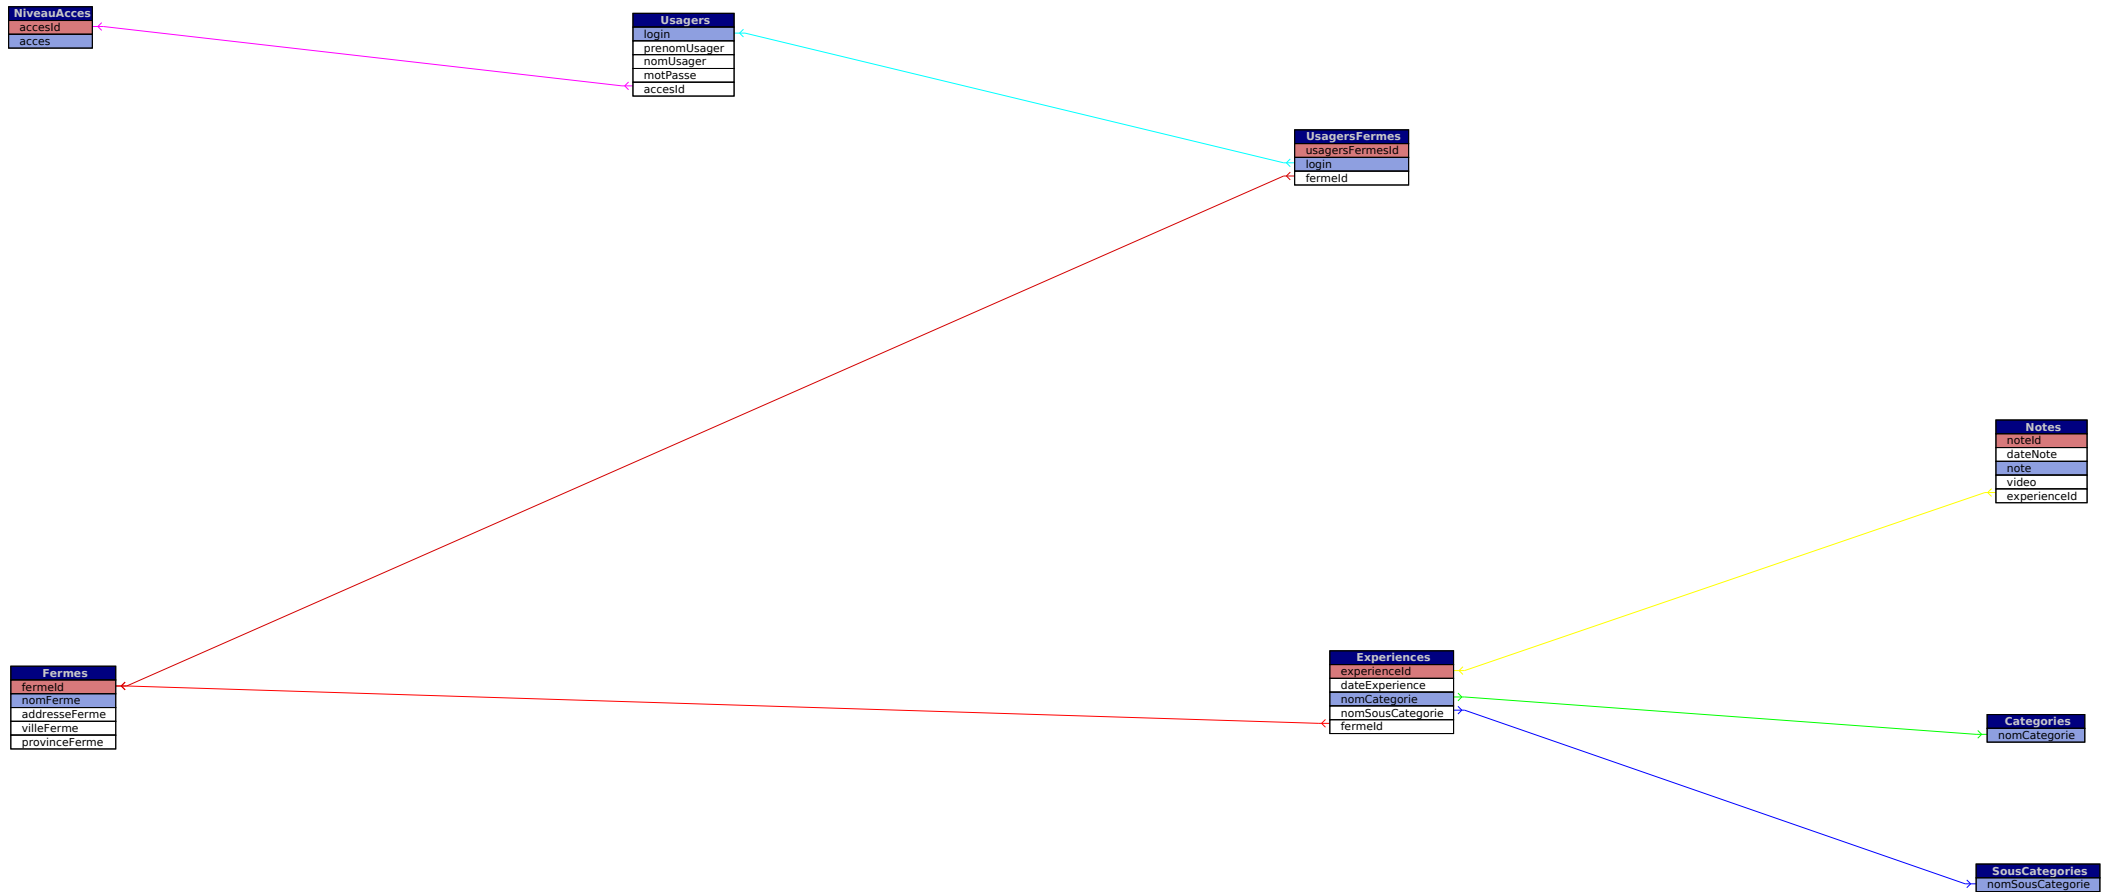 NiveauAcces
accesId
acces
Usagers
login
prenomUsager
nomUsager
motPasse
accesId
UsagersFermes
usagersFermesId
login
fermeId
Notes
noteId
dateNote
note
video
experienceId
Fermes
fermeId
nomFerme
addresseFerme
villeFerme
provinceFerme
Experiences
experienceId
dateExperience
nomCategorie
nomSousCategorie
fermeId
Categories
nomCategorie
SousCategories
nomSousCategorie